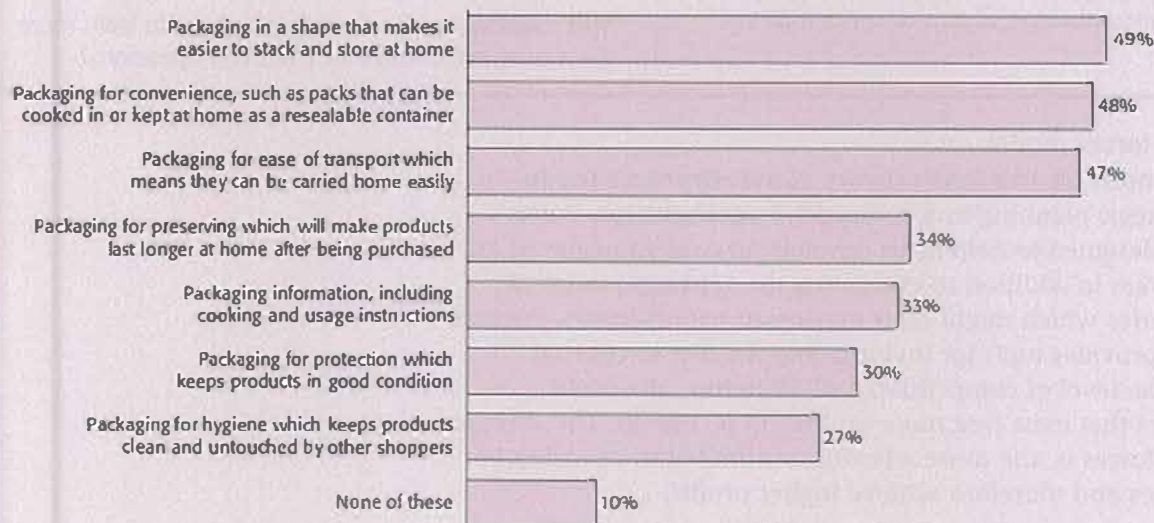 Packaging in a shape that makes it
easier to stack and store at home
49%
Packaging for convenience, such as packs that can be
cooked in or kept at home as a resealable container
48%
Packaging for ease of transport which
means they can be carried home easily
47%
Packaging for preserving which will make products
last longer at home after being purchased
34%
Packaging information, including
cooking and usage instructions
33%
Packaging for protection which
keeps products in good condition
30%
Packaging for hygiene which keeps products
clean and untouched by other shoppers
27%
None of these
10%